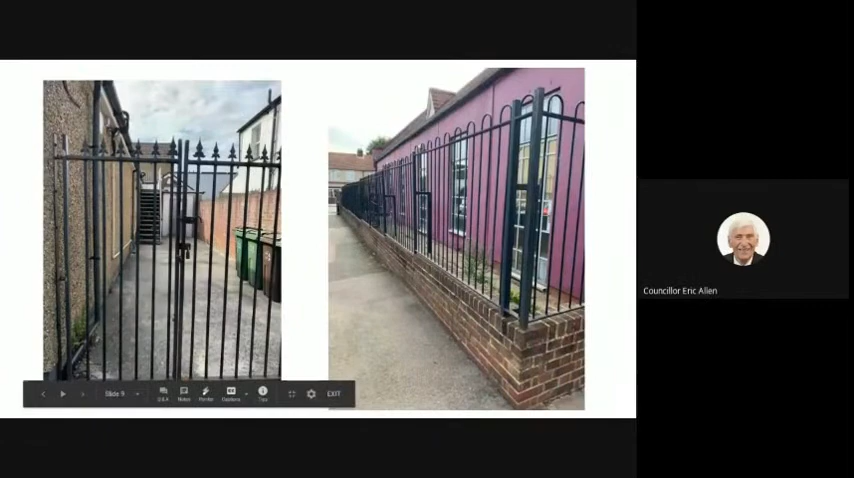 Councillor Eric Allen
Slide 9
Q&A
Notes
Pointer
Captions
Tips
EXIT